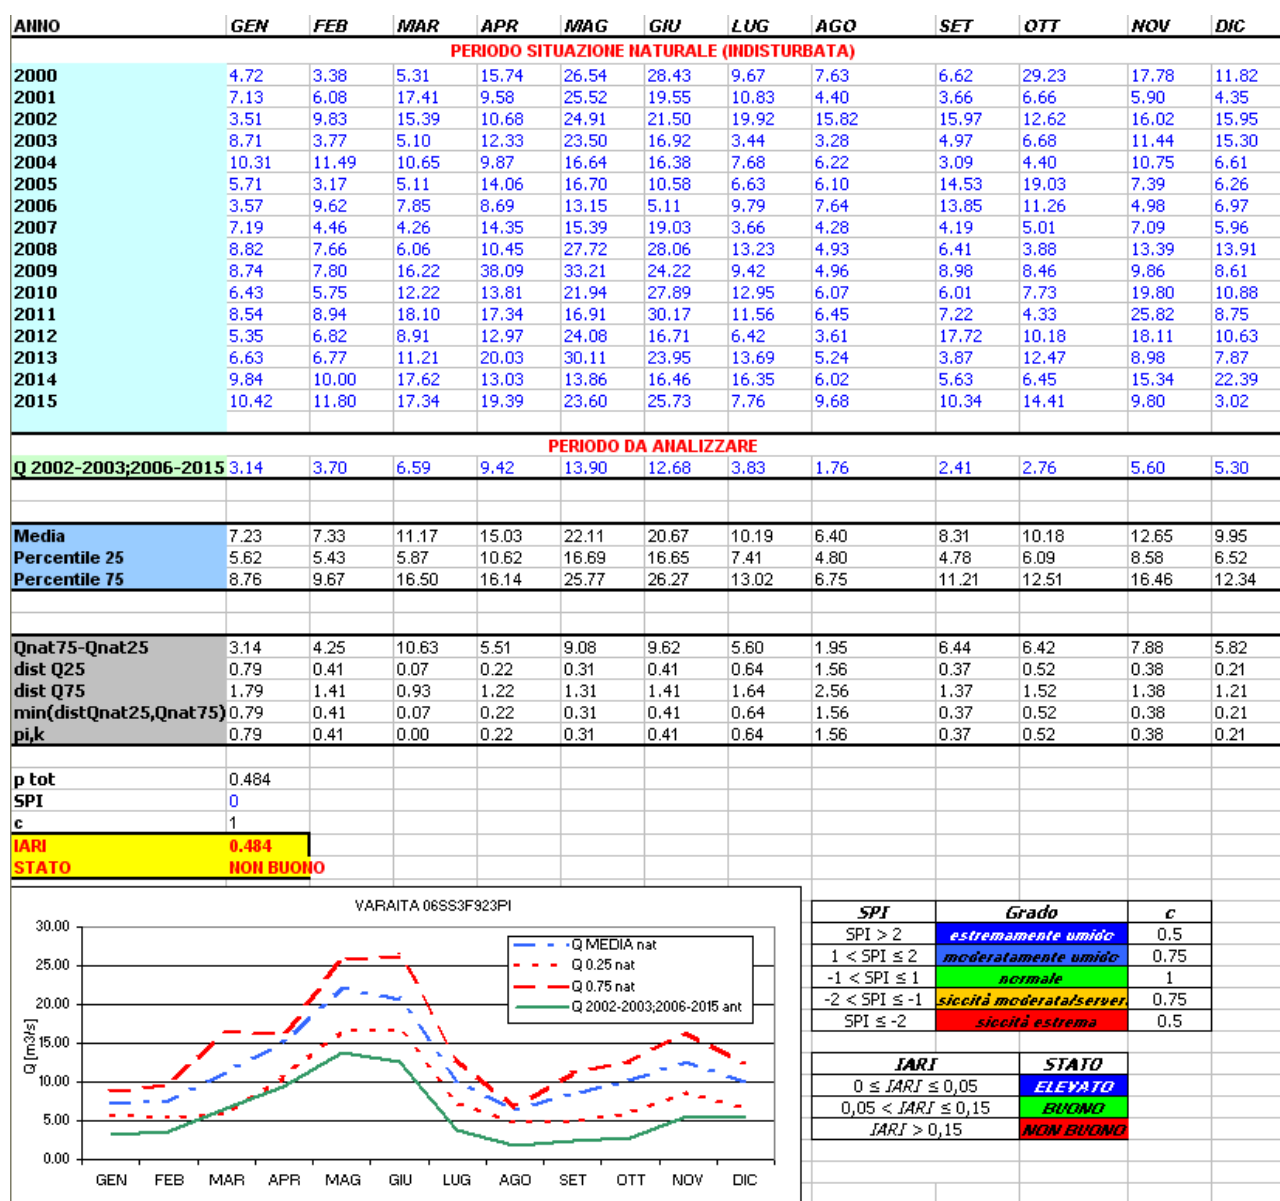 ANNO GEN FEB MAR APR MAG GIU LUG AGO SET OTT NOV DIC
PERIODO SITUAZIONE NATURALE (INDISTURBATA)
2000 4.72 3.38 5.31 15.74 26.54 28.43 9.67 7.63 6.62 29.23 17.78 11.82
2001 7.13 6.08 17.41 9.58 25.52 19.55 10.83 4.40 3.66 6.66 5.90 4.35
2002 3.51 9.83 15.39 10.68 24.91 21.50 19.92 15.82 15.97 12.62 16.02 15.95
2003 8.71 3.77 5.10 12.33 23.50 16.92 3.44 3.28 4.97 6.68 11.44 15.30
2004 10.31 11.49 10.65 9.87 16.64 16.38 7.68 6.22 3.09 4.40 10.75 6.61
2005 5.71 3.17 5.11 14.06 16.70 10.58 6.63 6.10 14.53 19.03 7.39 6.26
2006 3.57 9.62 7.85 8.69 13.15 5.11 9.79 7.64 13.85 11.26 4.98 6.97
2007 7.19 4.46 4.26 14.35 15.39 19.03 3.66 4.28 4.19 5.01 7.09 5.96
2008 8.82 7.66 6.06 10.45 27.72 28.06 13.23 4.93 6.41 3.88 13.39 13.91
2009 8.74 7.80 16.22 38.09 33.21 24.22 9.42 4.96 8.98 8.46 9.86 8.61
2010 6.43 5.75 12.22 13.81 21.94 27.89 12.95 6.07 6.01 7.73 19.80 10.88
2011 8.54 8.94 18.10 17.34 16.91 30.17 11.56 6.45 7.22 4.33 25.82 8.75
2012 5.35 6.82 8.91 12.97 24.08 16.71 6.42 3.61 17.72 10.18 18.11 10.63
2013 6.63 6.77 11.21 20.03 30.11 23.95 13.69 5.24 3.87 12.47 8.98 7.87
2014 9.84 10.00 17.62 13.03 13.86 16.46 16.35 6.02 5.63 6.45 15.34 22.39
2015 10.42 11.80 17.34 19.39 23.60 25.73 7.76 9.68 10.34 14.41 9.80 3.02
PERIODO DA ANALIZZARE
Q 2002-2003;2006-2015 3.14 3.70 6.59 9.42 13.90 12.68 3.83 1.76 2.41 2.76 5.60 5.30
Media 7.23 7.33 11.17 15.03 22.11 20.67 10.19 6.40 8.31 10.18 12.65 9.95
Percentile 25 5.62 5.43 5.87 10.62 16.69 16.65 7.41 4.80 4.78 6.09 8.58 6.52
Percentile 75 8.76 9.67 16.50 16.14 25.77 26.27 13.02 6.75 11.21 12.51 16.46 12.34
Qnat75-Qnat25 3.14 4.25 10.63 5.51 9.08 9.62 5.60 1.95 6.44 6.42 7.88 5.82
dist Q25 0.79 0.41 0.07 0.22 0.31 0.41 0.64 1.56 0.37 0.52 0.38 0.21
dist Q75 1.79 1.41 0.93 1.22 1.31 1.41 1.64 2.56 1.37 1.52 1.38 1.21
min(distQnat25,Qnat75) 0.79 0.41 0.07 0.22 0.31 0.41 0.64 1.56 0.37 0.52 0.38 0.21
pi,k 0.79 0.41 0.00 0.22 0.31 0.41 0.64 1.56 0.37 0.52 0.38 0.21
p tot 0.484
SPI 0
c 1
IARI 0.484
STATO NON BUONO
VARAITA 06SS3F923PI
Q [m3/s]
30.00
25.00
20.00
15.00
10.00
5.00
0.00
GEN FEB MAR APR MAG GIU LUG AGO SET OTT NOV DIC
Q MEDIA nat
Q 0.25 nat
Q 0.75 nat
Q 2002-2003;2006-2015 ant
SPI Grado c
SPI > 2 estremamente umido 0.5
1 < SPI ≤ 2 moderatamente umido 0.75
-1 < SPI ≤ 1 normale 1
-2 < SPI ≤ -1 siccità moderata/server. 0.75
SPI ≤ -2 siccità estrema 0.5
IARI STATO
0 ≤ IARI ≤ 0,05 ELEVATO
0,05 < IARI ≤ 0,15 BUONO
IARI > 0,15 NON BUONO